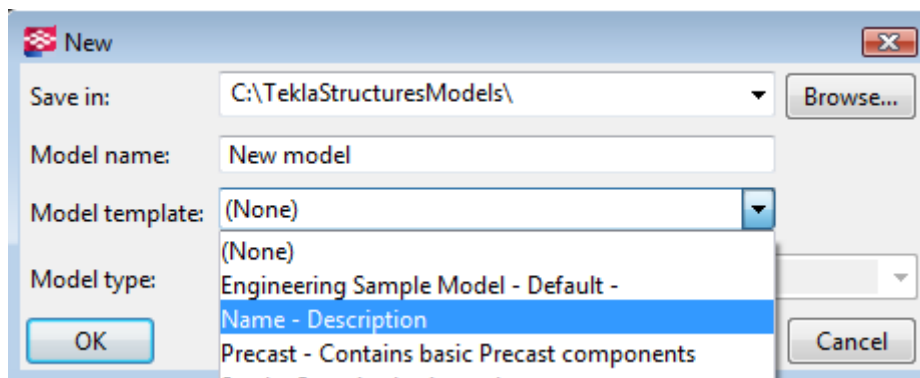 New
Save in: C:\TeklaStructuresModels\ Browse...
Model name: New model
Model template: (None)
(None)
Engineering Sample Model - Default -
Model type:
Name - Description
OK Cancel
Precast - Contains basic Precast components